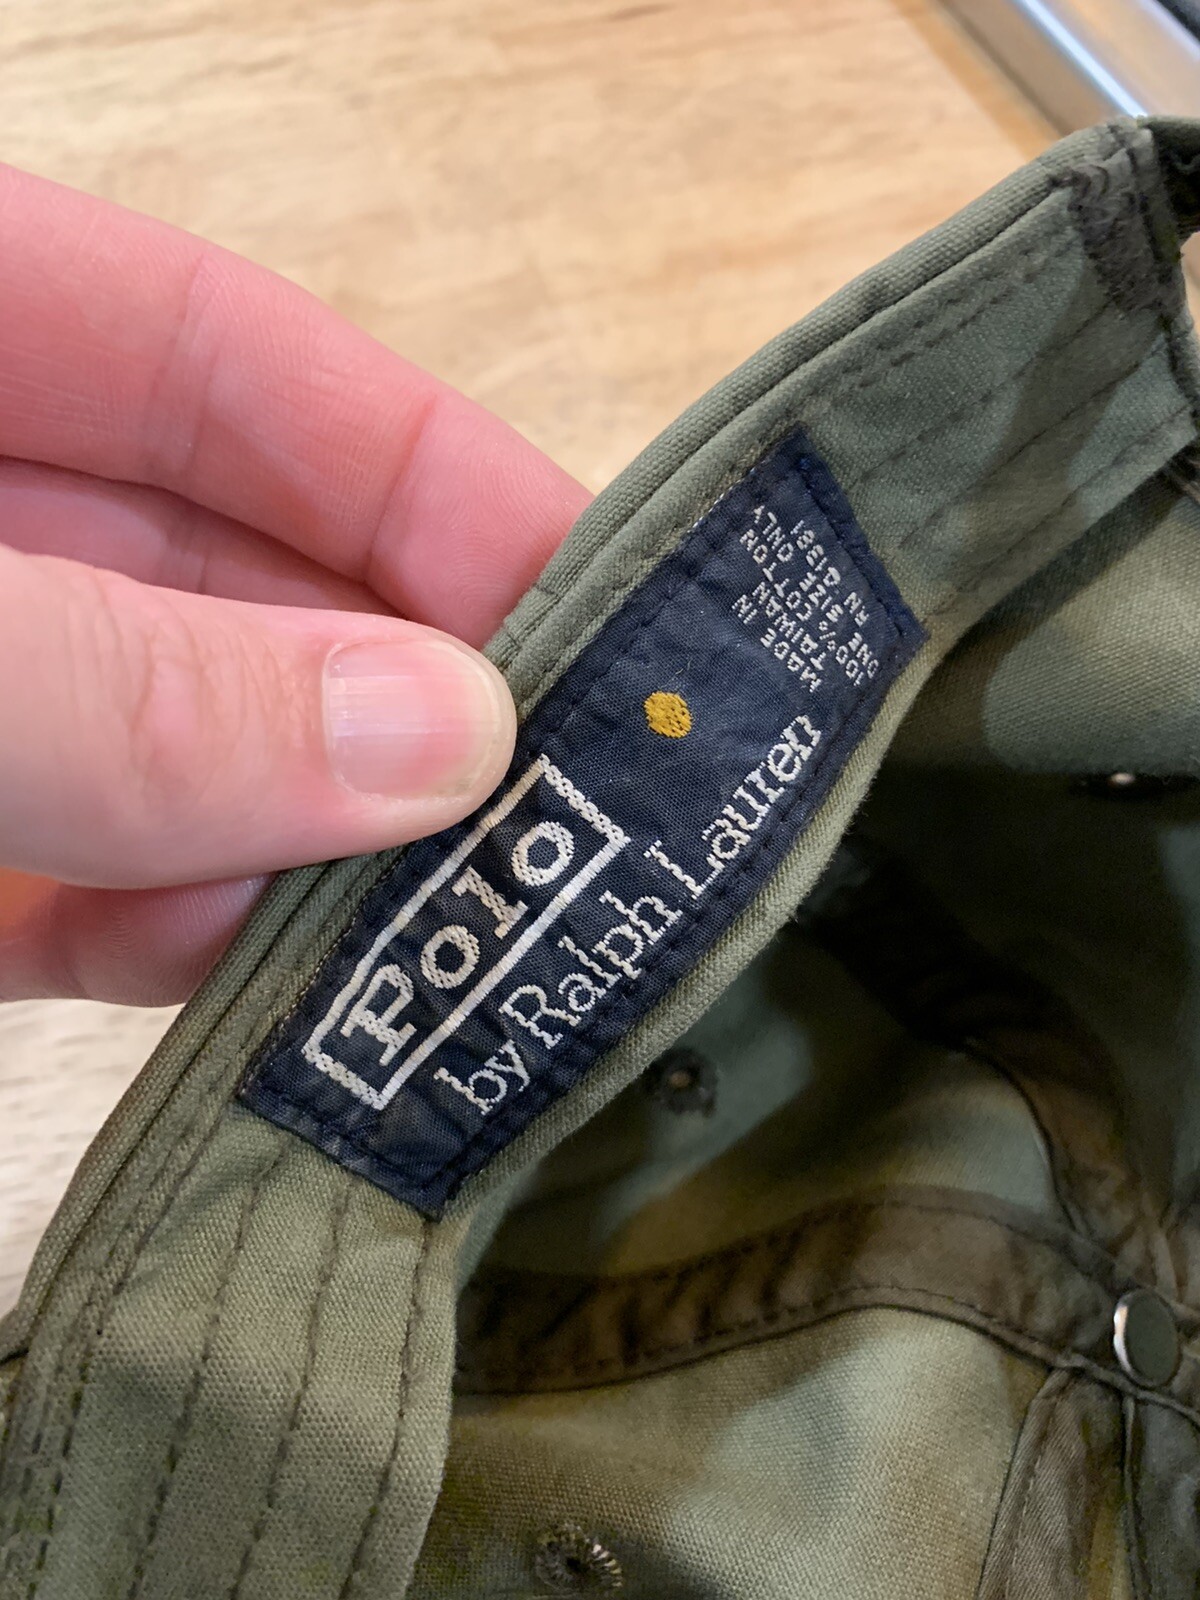 Polo
by Ralph Lauren
MADE IN
TAIWAN
100% COTTON
ONE SIZE ONLY
RN 41381